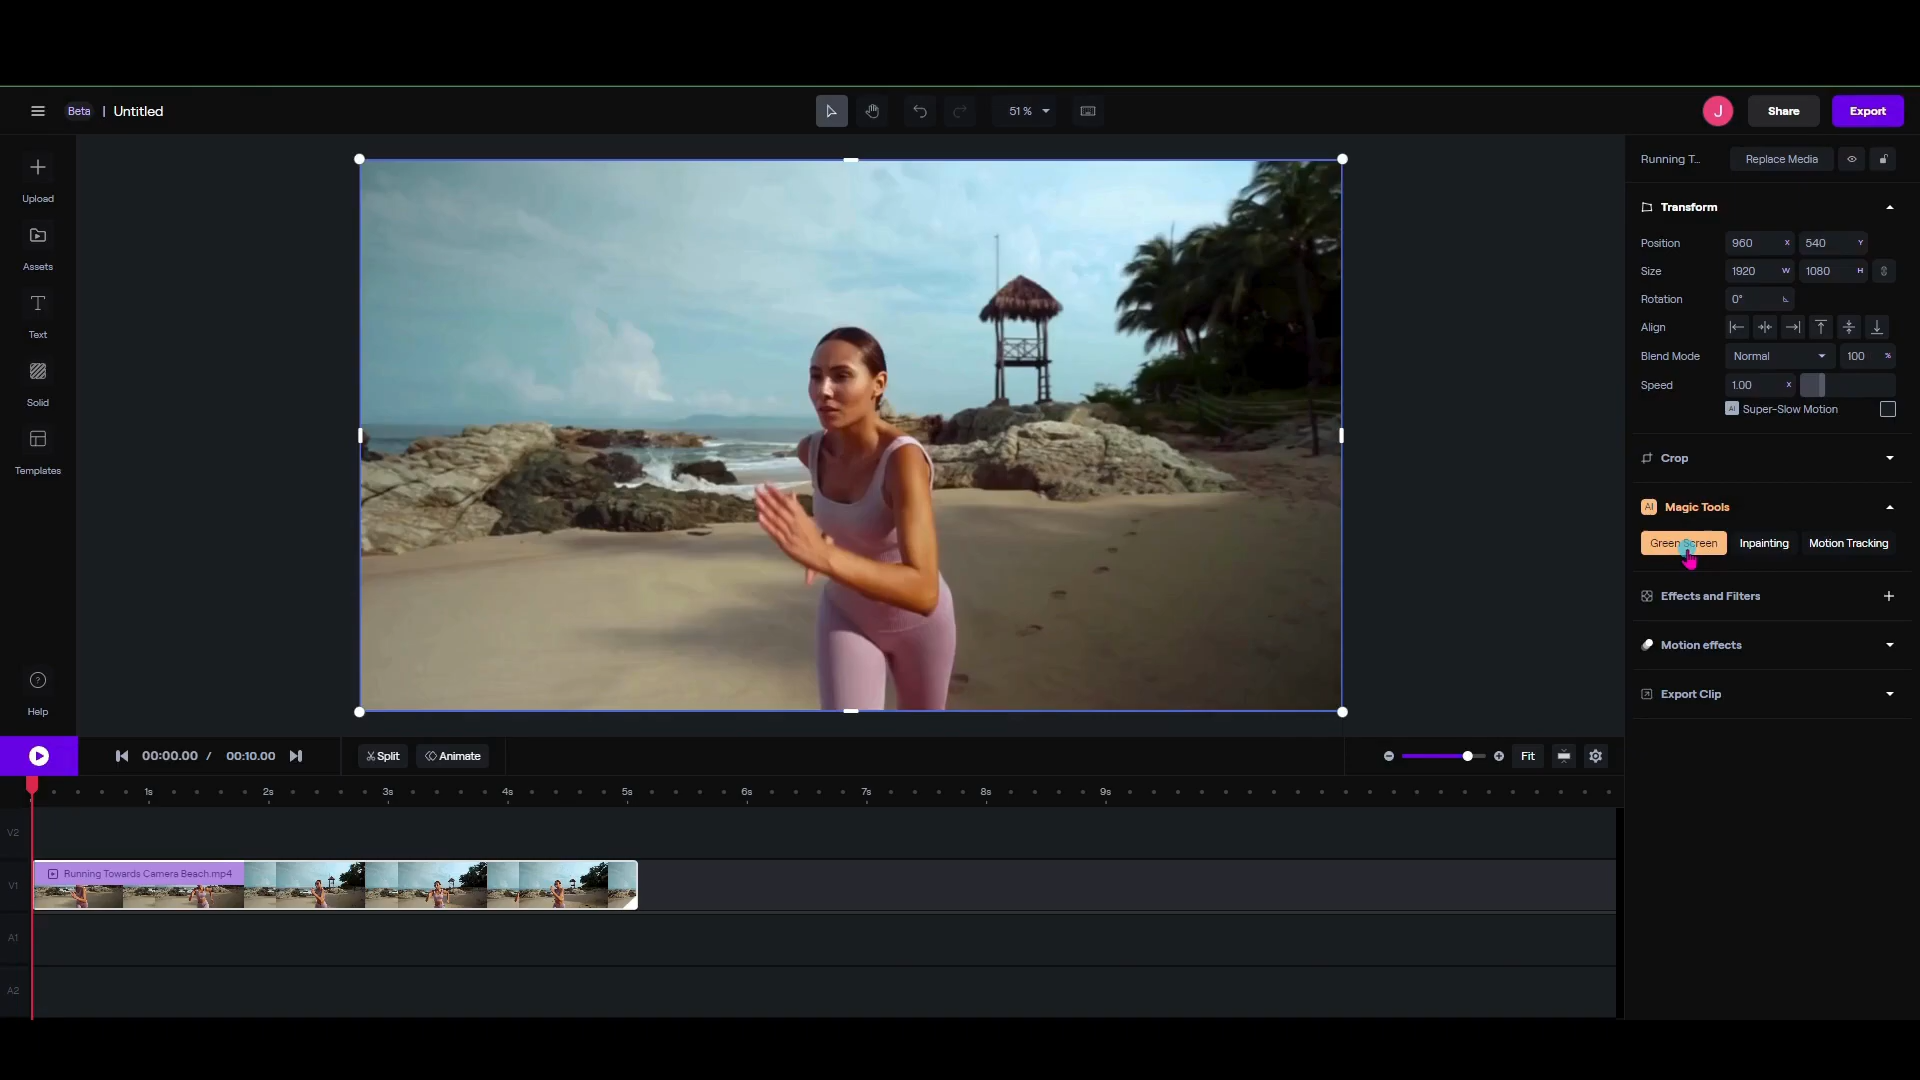 Beta | Untitled
51 %
J
Share
Export
Upload
Assets
Text
Solid
Templates
Help
Running T...
Replace Media
Transform
Position 960 X 540 Y
Size 1920 W 1080 H
Rotation 0°
Align
Blend Mode Normal 100 %
Speed 1.00 x
AI Super-Slow Motion
Crop
AI Magic Tools
Green Screen Inpainting Motion Tracking
Effects and Filters
Motion effects
Export Clip
00:00.00 / 00:10.00
Split
Animate
Fit
1s 2s 3s 4s 5s 6s 7s 8s 9s
V2
V1
Running Towards Camera Beach.mp4
A1
A2